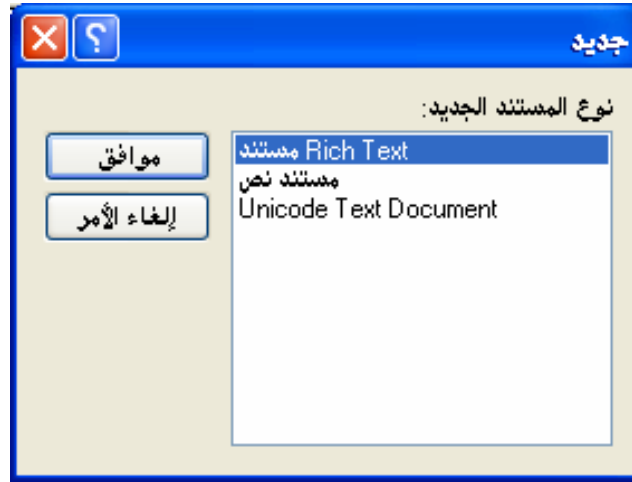 جديد
نوع المستند الجديد:
مستند Rich Text
مستند نص
Unicode Text Document
موافق
إلغاء الأمر